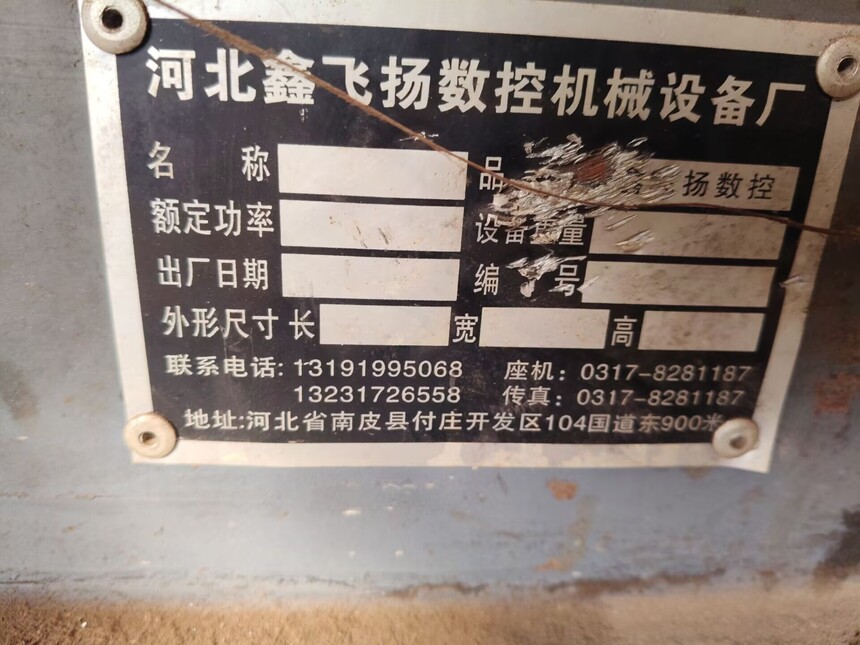 河北鑫飞扬数控机械设备厂
名 称 品 扬数控
额定功率 设备质量
出厂日期 编 号
外形尺寸 长 宽 高
联系电话: 13191995068 座机: 0317-8281187
13231726558 传真: 0317-8281187
地址:河北省南皮县付庄开发区104国道东900米